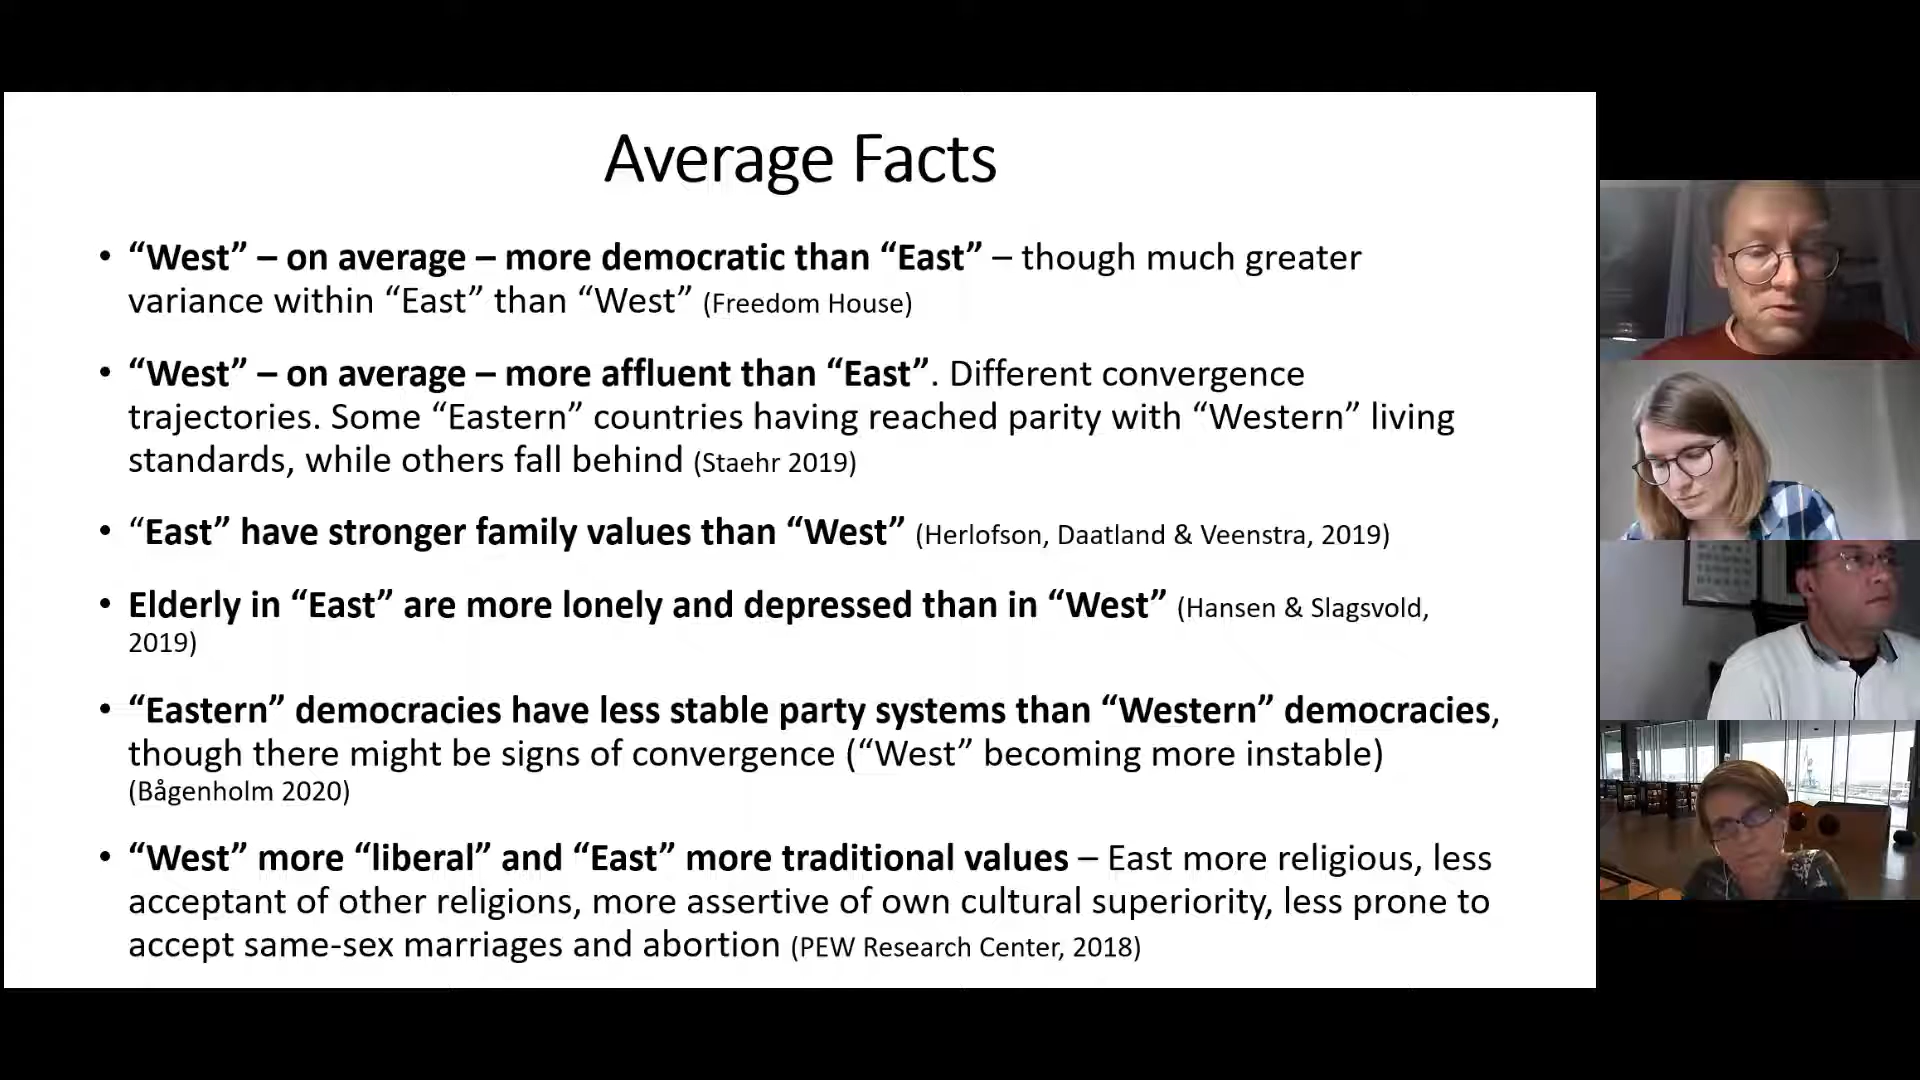 Average Facts
• “West” – on average – more democratic than “East” – though much greater
variance within “East” than “West” (Freedom House)
• “West” – on average – more affluent than “East”. Different convergence
trajectories. Some “Eastern” countries having reached parity with “Western” living
standards, while others fall behind (Staehr 2019)
• “East” have stronger family values than “West” (Herlofson, Daatland & Veenstra, 2019)
• Elderly in “East” are more lonely and depressed than in “West” (Hansen & Slagsvold,
2019)
• “Eastern” democracies have less stable party systems than “Western” democracies,
though there might be signs of convergence (“West” becoming more instable)
(Bågenholm 2020)
• “West” more “liberal” and “East” more traditional values – East more religious, less
acceptant of other religions, more assertive of own cultural superiority, less prone to
accept same-sex marriages and abortion (PEW Research Center, 2018)